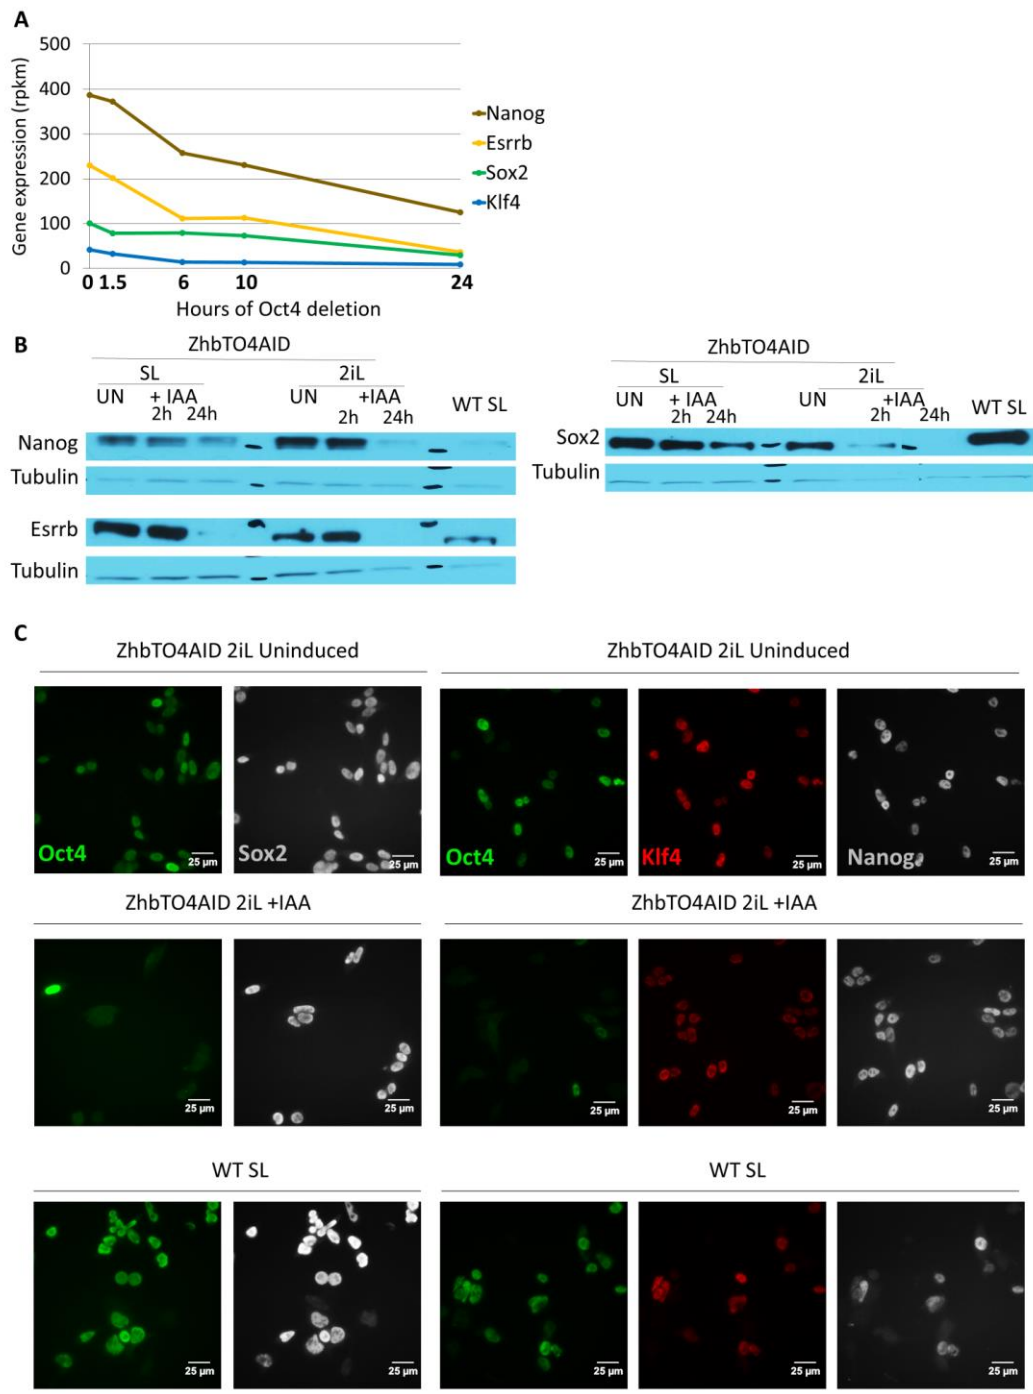 A
Gene expression (rpkm)
500
400
300
200
100
0
0 1.5 6 10 24
Hours of Oct4 deletion
Nanog
Esrrb
Sox2
Klf4
B
ZhbTO4AID
SL 2iL
UN + IAA UN +IAA WT SL
2h 24h 2h 24h
Nanog
Tubulin
Esrrb
Tubulin
ZhbTO4AID
SL 2iL
UN + IAA UN +IAA WT SL
2h 24h 2h 24h
Sox2
Tubulin
C
ZhbTO4AID 2iL Uninduced
Oct4 25 µm Sox2 25 µm
ZhbTO4AID 2iL Uninduced
Oct4 25 µm Klf4 25 µm Nanog 25 µm
ZhbTO4AID 2iL +IAA
25 µm 25 µm
ZhbTO4AID 2iL +IAA
25 µm 25 µm 25 µm
WT SL
25 µm 25 µm
WT SL
25 µm 25 µm 25 µm